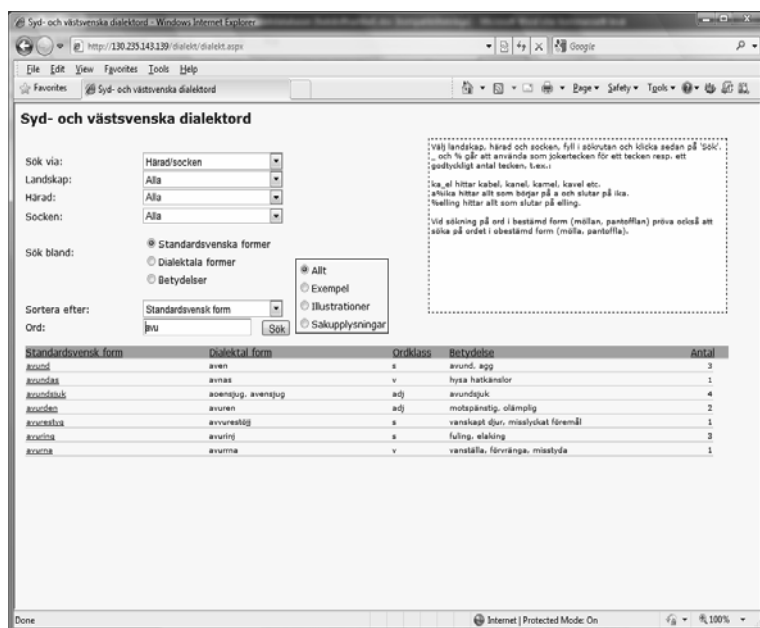 Syd- och västsvenska dialektord - Windows Internet Explorer
http://130.235.143.139/dialekt/dialekt.aspx
Google
File Edit View Favorites Tools Help
Favorites Syd- och västsvenska dialektord Page Safety Tools
Syd- och västsvenska dialektord
Sök via: Härad/socken
Landskap: Alla
Härad: Alla
Socken: Alla
Sök bland: Standardsvenska former
Dialektala former
Betydelser
Allt
Exempel
Illustrationer
Sakupplysningar
Sortera efter: Standardsvensk form
Ord: avu Sök
Välj landskap, härad och socken, fyll i sökrutan och klicka sedan på 'Sök'.
_ och % går att använda som jokertecken för ett tecken resp. ett
godtyckligt antal tecken, t.ex.:
ka_el hittar kabel, kanel, kamel, kavel etc.
a%ika hittar allt som börjar på a och slutar på ika.
%elling hittar allt som slutar på elling.
Vid sökning på ord i bestämd form (möllan, pantofflan) pröva också att
söka på ordet i obestämd form (mölla, pantoffla).
Standardsvensk form Dialektal form Ordklass Betydelse Antal
avund aven s avund, agg 3
avundas avnas v hysa hatkänslor 1
avundsjuk aoensjug, avensjug adj avundsjuk 4
avurden avuren adj motspänstig, olämplig 2
avurestyg avvurestöjj s vanskapt djur, misslyckat föremål 1
avuring avurinj s fuling, elaking 3
avurna avurrna v vanställa, förvränga, misstyda 1
Done Internet | Protected Mode: On 100%